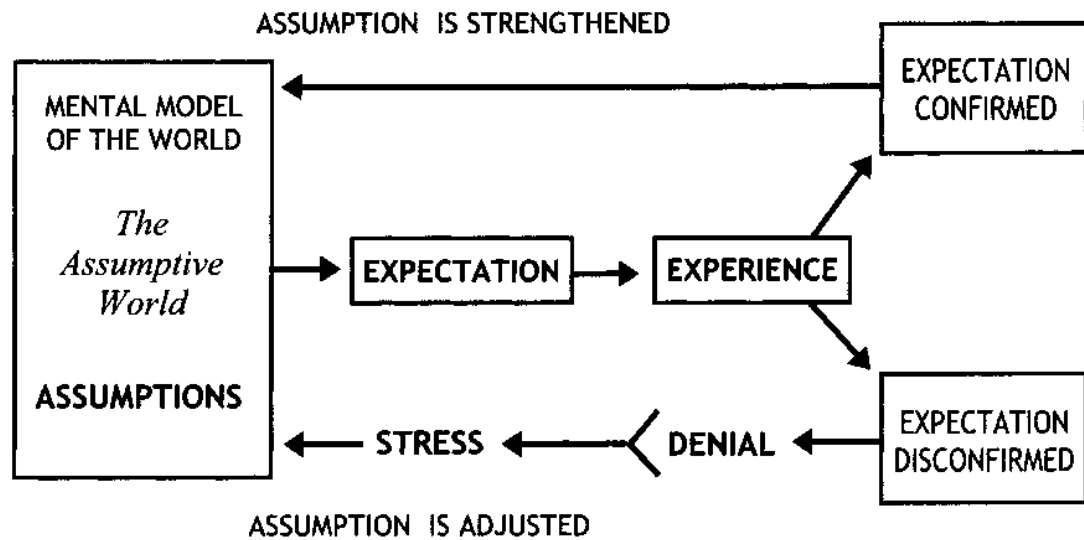 ASSUMPTION IS STRENGTHENED
MENTAL MODEL
OF THE WORLD
The
Assumptive
World
ASSUMPTIONS
EXPECTATION
EXPERIENCE
EXPECTATION
CONFIRMED
EXPECTATION
DISCONFIRMED
DENIAL
STRESS
ASSUMPTION IS ADJUSTED